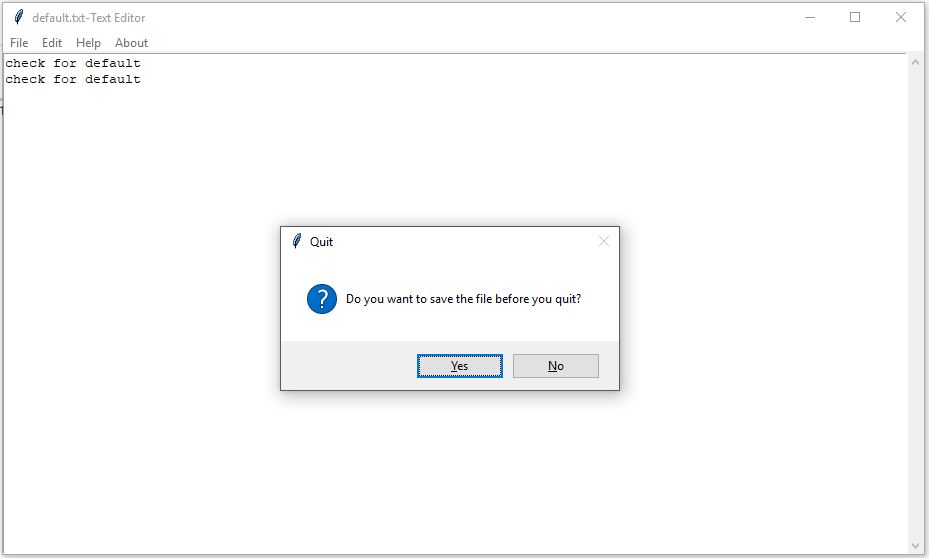 default.txt-Text Editor
File Edit Help About
check for default
check for default
Quit
?
Do you want to save the file before you quit?
Yes No